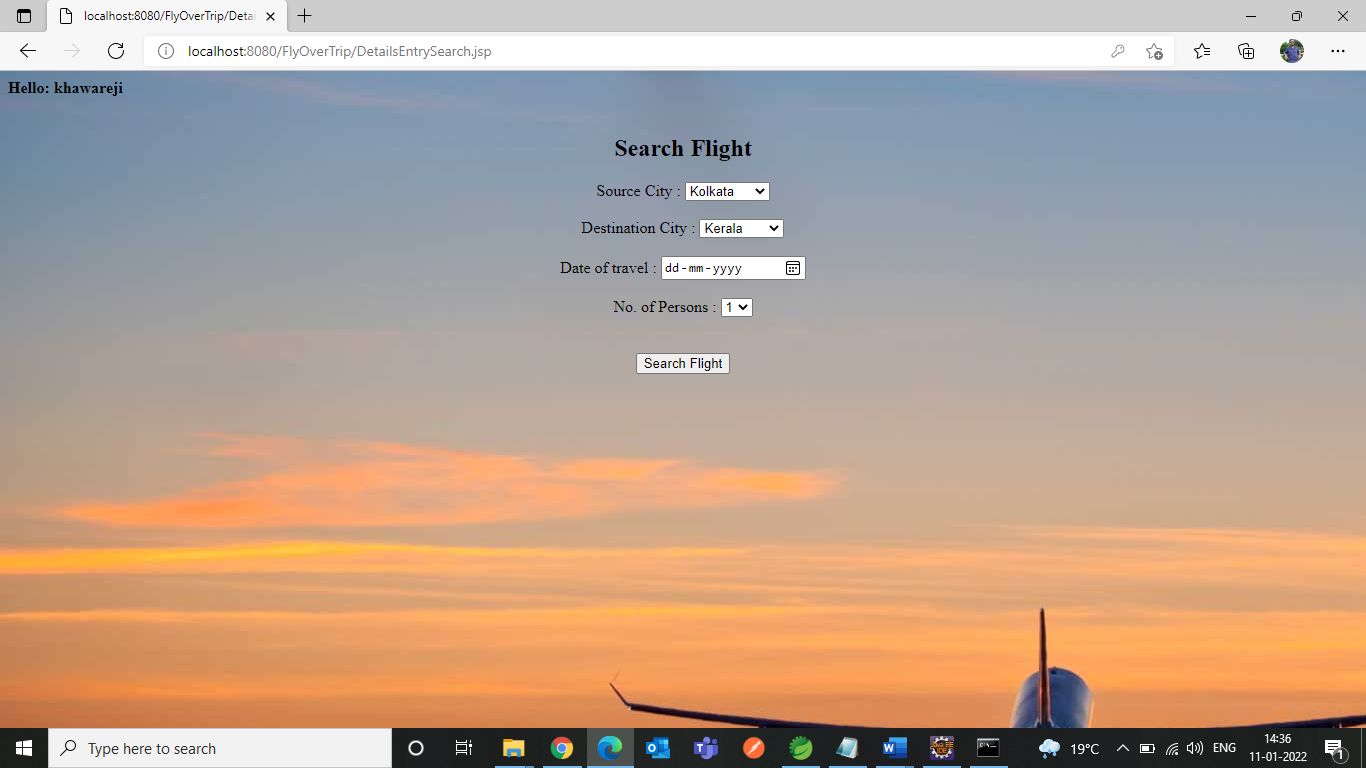 localhost:8080/FlyOverTrip/Detai
localhost:8080/FlyOverTrip/DetailsEntrySearch.jsp
Hello: khawareji
Search Flight
Source City : Kolkata
Destination City : Kerala
Date of travel : dd-mm-yyyy
No. of Persons : 1
Search Flight
Type here to search
19°C
ENG
14:36
11-01-2022
1